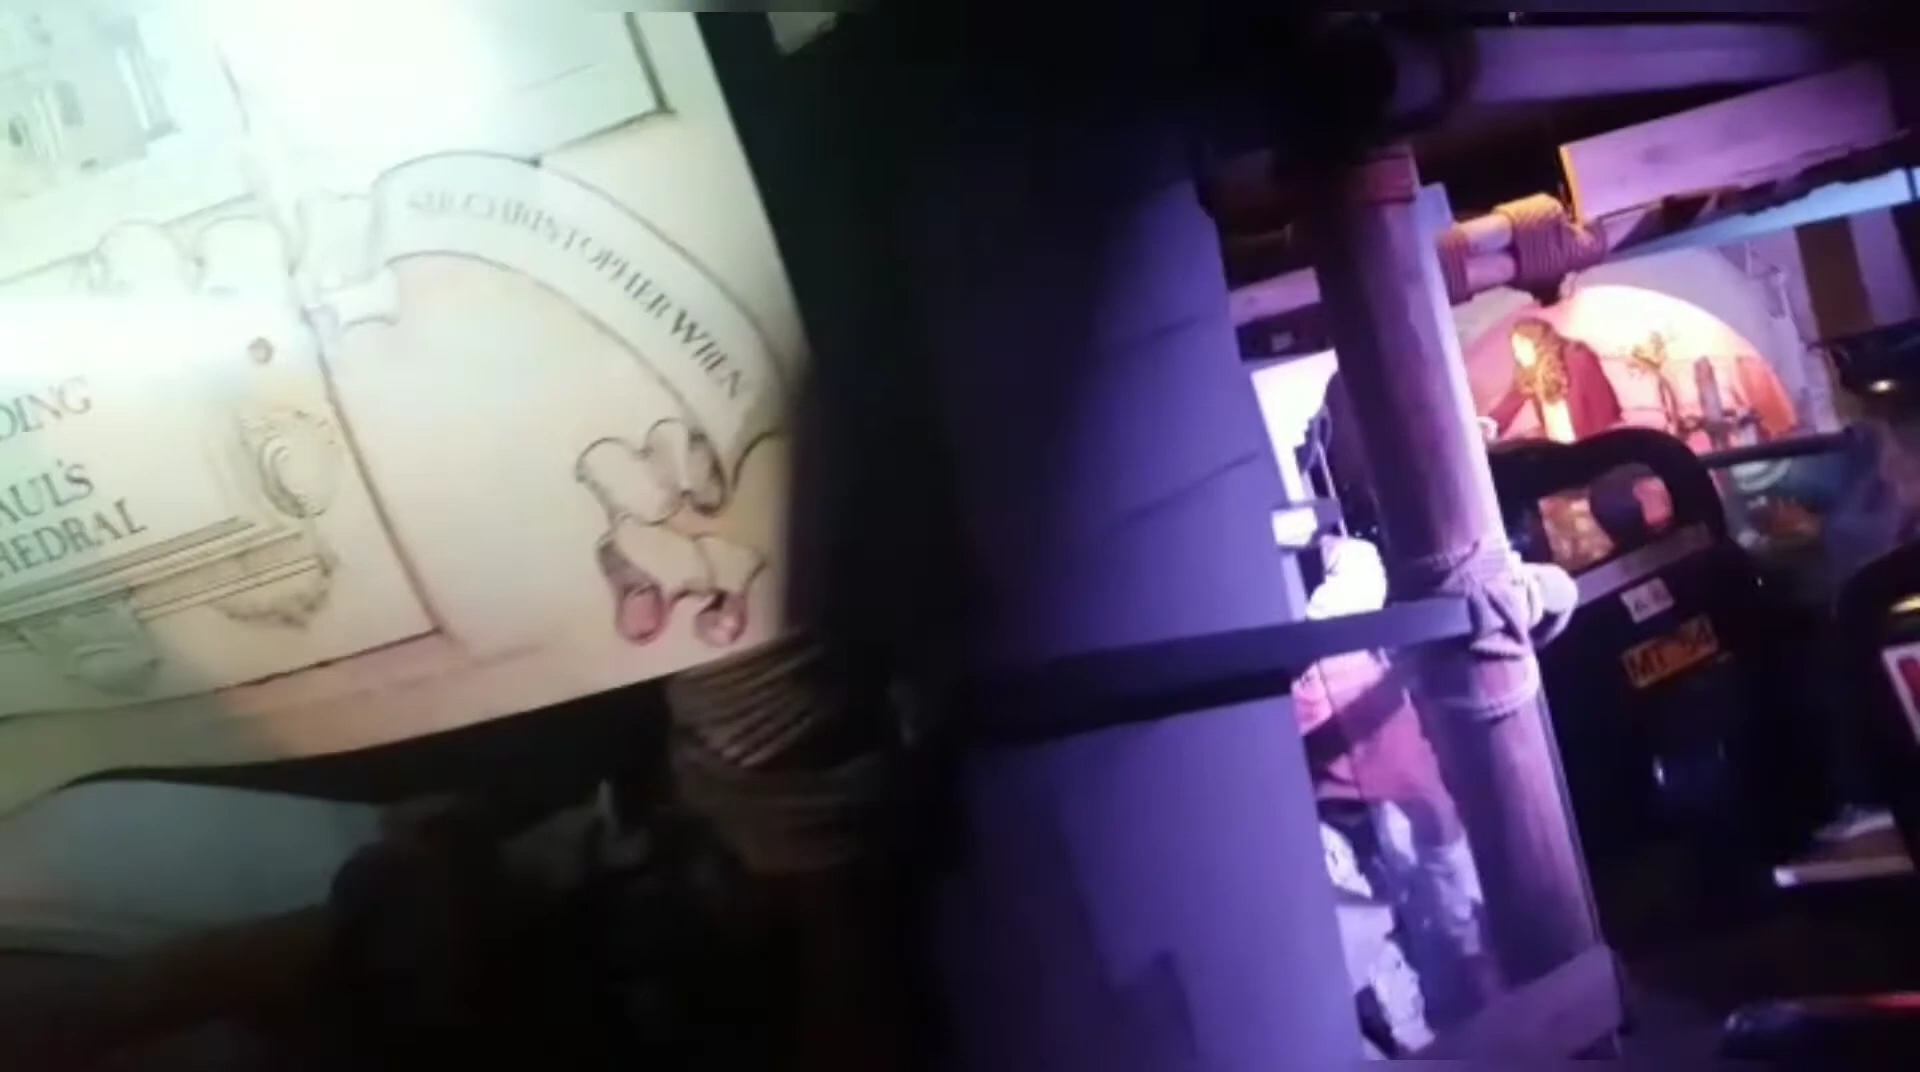 SIR CHRISTOPHER WREN
DING
AUL'S
HEDRAL